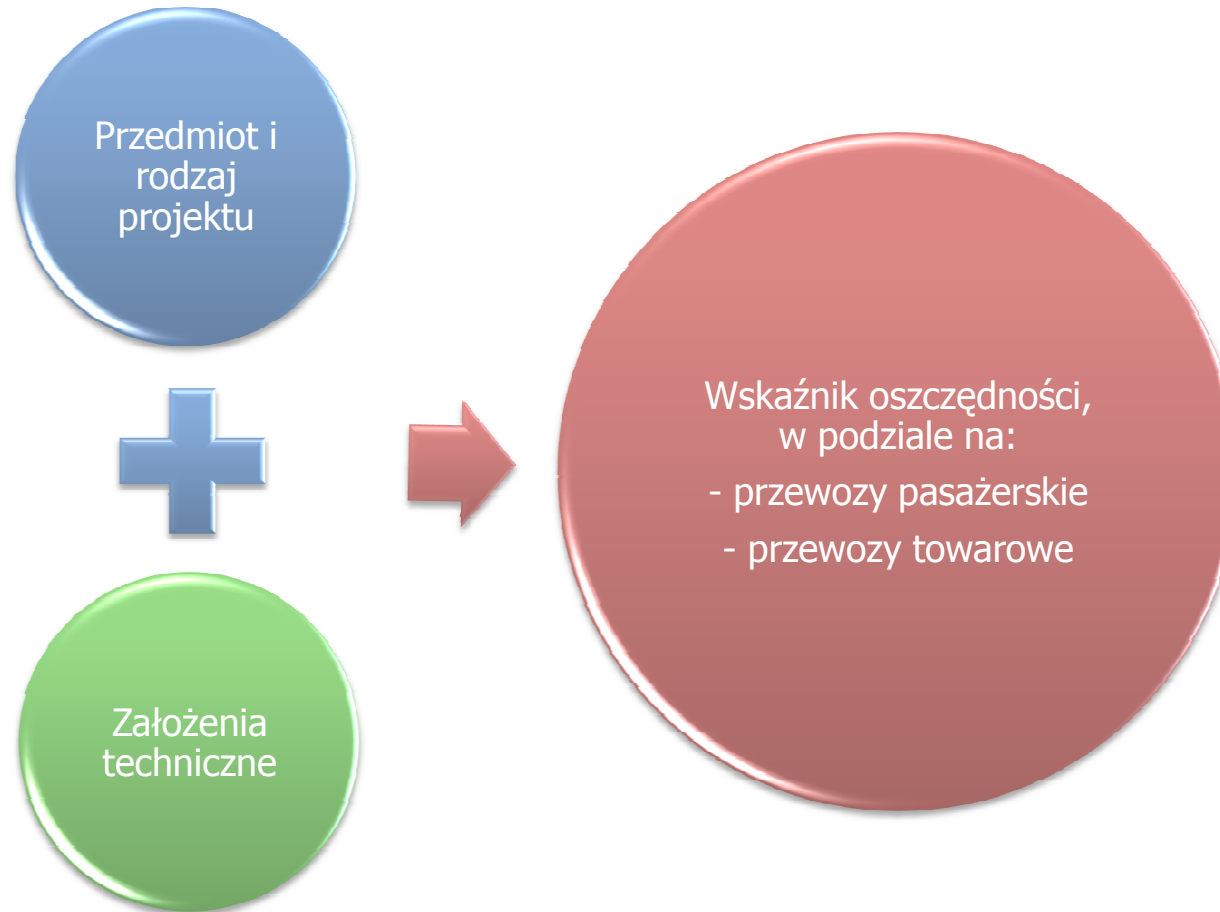 Przedmiot i
rodzaj
projektu
Założenia
techniczne
Wskaźnik oszczędności,
w podziale na:
- przewozy pasażerskie
- przewozy towarowe